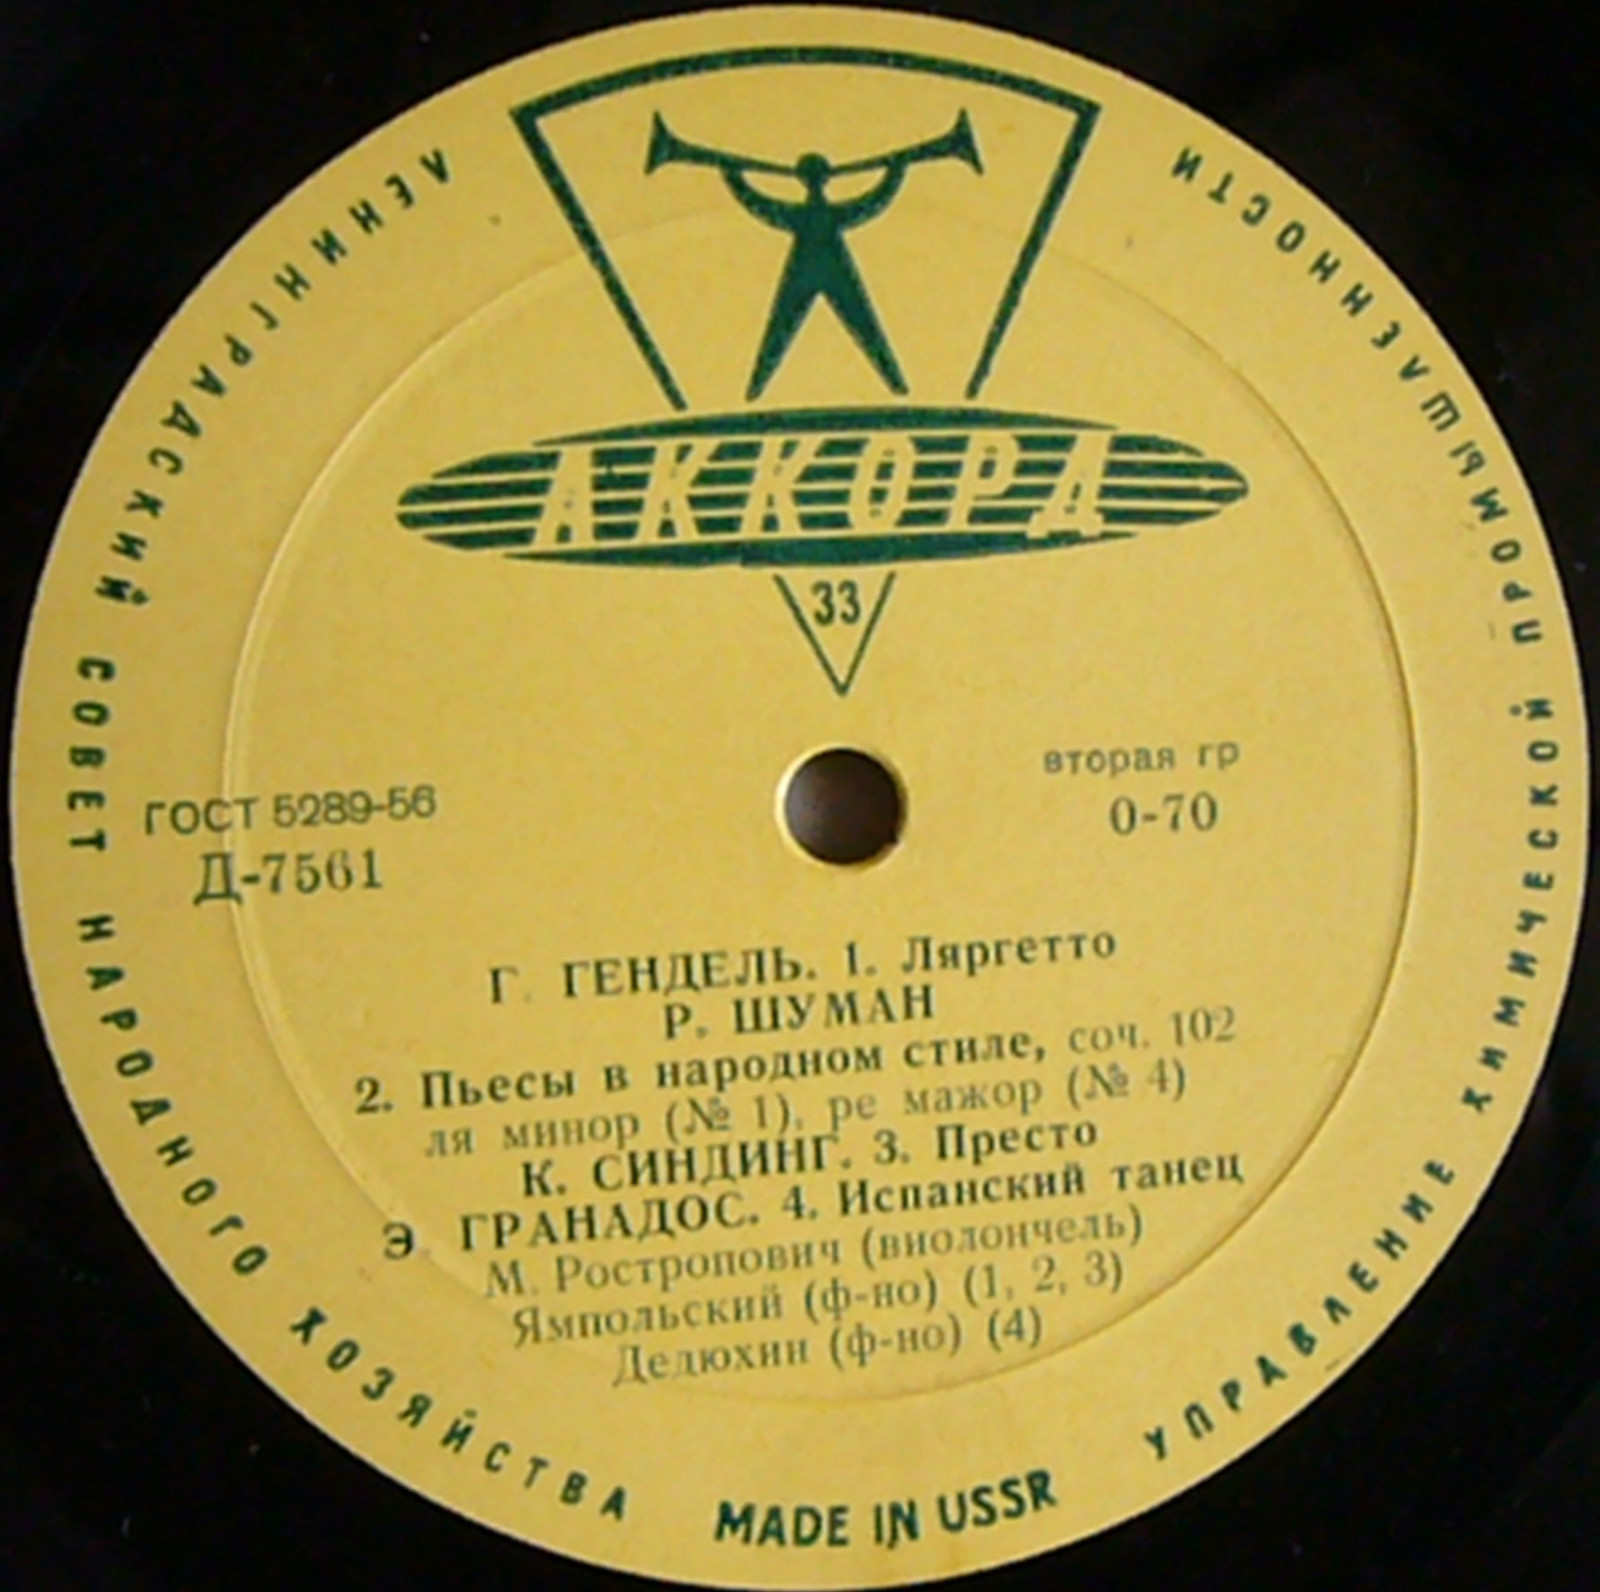 ЛЕНИНГРАДСКИЙ СОВЕТ НАРОДНОГО ХОЗЯЙСТВА
УПРАВЛЕНИЕ ХИМИЧЕСКОЙ ПРОМЫШЛЕННОСТИ
АККОРД
33
ГОСТ 5289-56
Д-7561
вторая гр
0-70
Г. ГЕНДЕЛЬ. 1. Ляргетто
Р. ШУМАН
2. Пьесы в народном стиле, соч. 102
ля минор (№ 1), ре мажор (№ 4)
К. СИНДИНГ. 3. Престо
Э. ГРАНАДОС. 4. Испанский танец
М. Ростропович (виолончель)
Ямпольский (ф-но) (1, 2, 3)
Дедюхин (ф-но) (4)
MADE IN USSR